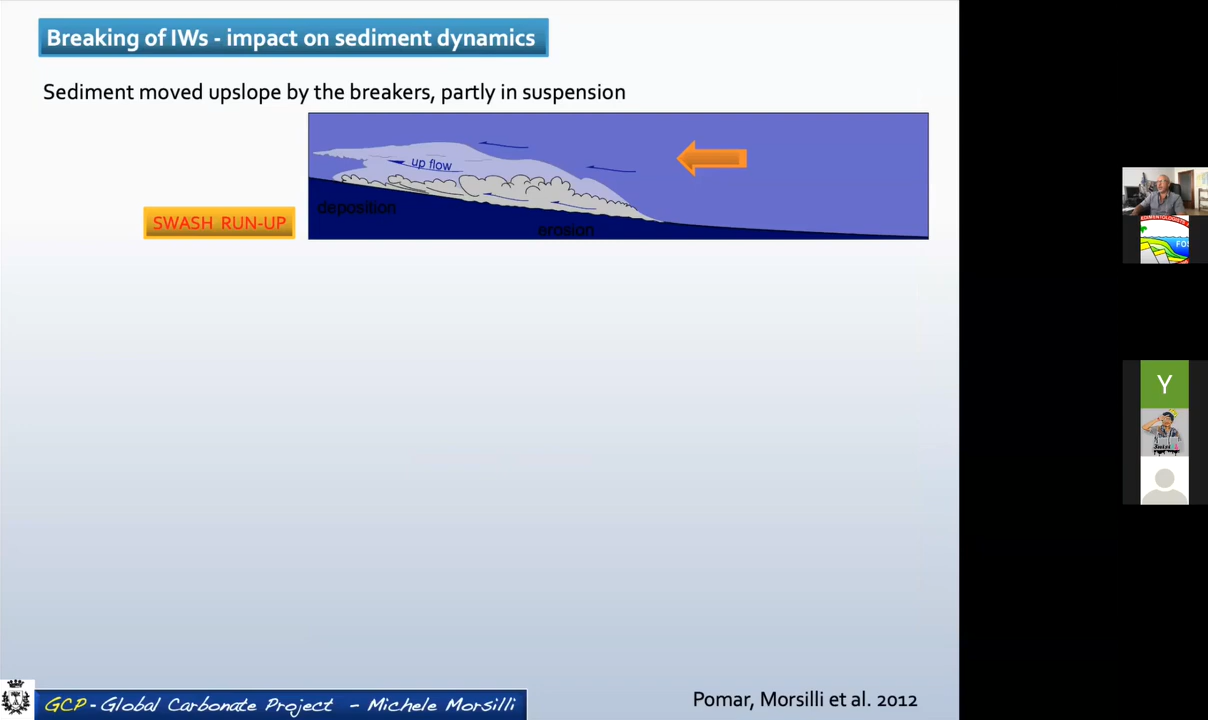 Breaking of IWs - impact on sediment dynamics
Sediment moved upslope by the breakers, partly in suspension
up flow
deposition
SWASH RUN-UP
erosion
FOS
Y
GCP - Global Carbonate Project - Michele Morsilli
Pomar, Morsilli et al. 2012